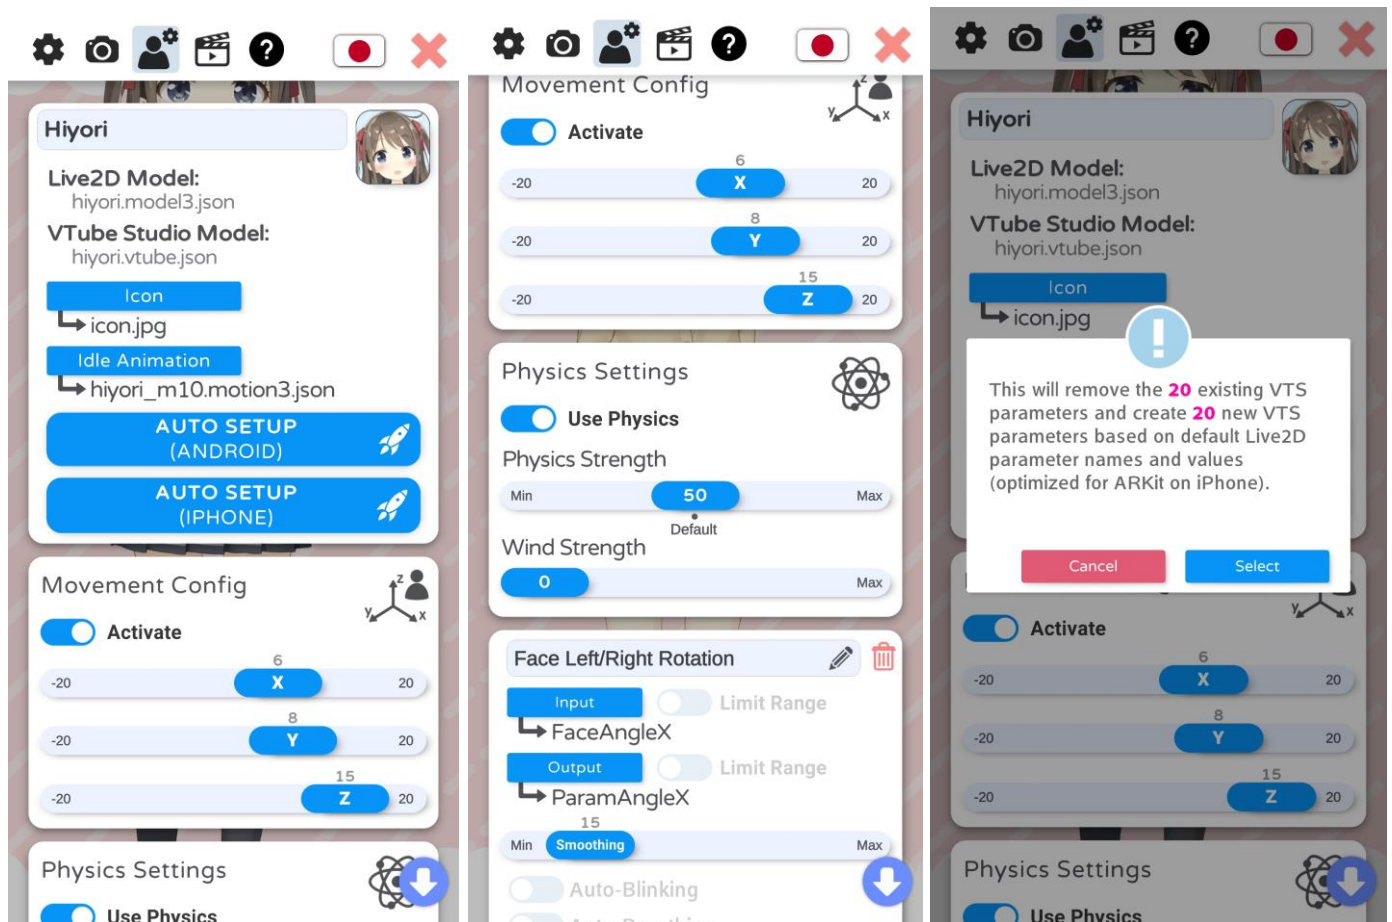 Hiyori
Live2D Model:
hiyori.model3.json
VTube Studio Model:
hiyori.vtube.json
Icon
icon.jpg
Idle Animation
hiyori_m10.motion3.json
AUTO SETUP
(ANDROID)
AUTO SETUP
(IPHONE)
Movement Config
z
y
x
Activate
6
-20 X 20
8
-20 Y 20
15
-20 Z 20
Physics Settings
Use Physics
Movement Config
z
y
x
Activate
6
-20 X 20
8
-20 Y 20
15
-20 Z 20
Physics Settings
Use Physics
Physics Strength
Min 50 Max
Default
Wind Strength
0 Max
Face Left/Right Rotation
Input Limit Range
FaceAngleX
Output Limit Range
ParamAngleX
15
Min Smoothing Max
Auto-Blinking
Hiyori
Live2D Model:
hiyori.model3.json
VTube Studio Model:
hiyori.vtube.json
Icon
icon.jpg
This will remove the 20 existing VTS
parameters and create 20 new VTS
parameters based on default Live2D
parameter names and values
(optimized for ARKit on iPhone).
Cancel Select
y
x
Activate
6
-20 X 20
8
-20 Y 20
15
-20 Z 20
Physics Settings
Use Physics